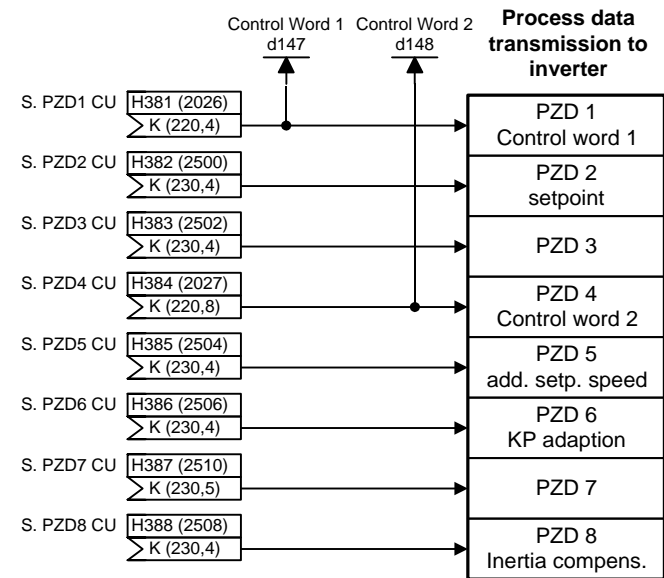 Control Word 1 Control Word 2
d147 d148
Process data
transmission to
inverter
S. PZD1 CU H381 (2026)
K (220,4)
PZD 1
Control word 1
S. PZD2 CU H382 (2500)
K (230,4)
PZD 2
setpoint
S. PZD3 CU H383 (2502)
K (230,4)
PZD 3
S. PZD4 CU H384 (2027)
K (220,8)
PZD 4
Control word 2
S. PZD5 CU H385 (2504)
K (230,4)
PZD 5
add. setp. speed
S. PZD6 CU H386 (2506)
K (230,4)
PZD 6
KP adaption
S. PZD7 CU H387 (2510)
K (230,5)
PZD 7
S. PZD8 CU H388 (2508)
K (230,4)
PZD 8
Inertia compens.